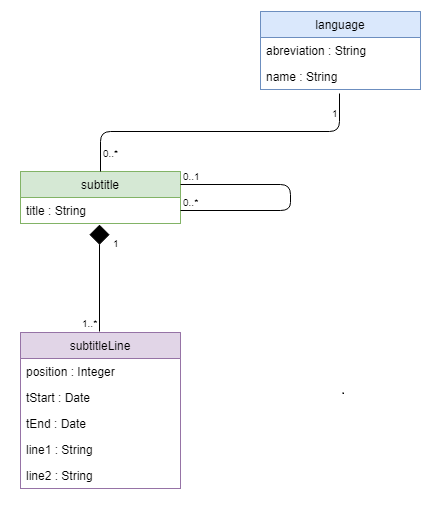 language
abreviation : String
name : String
1
0..*
subtitle
0..1
title : String
0..*
1
1..*
subtitleLine
position : Integer
tStart : Date
tEnd : Date
line1 : String
line2 : String
.